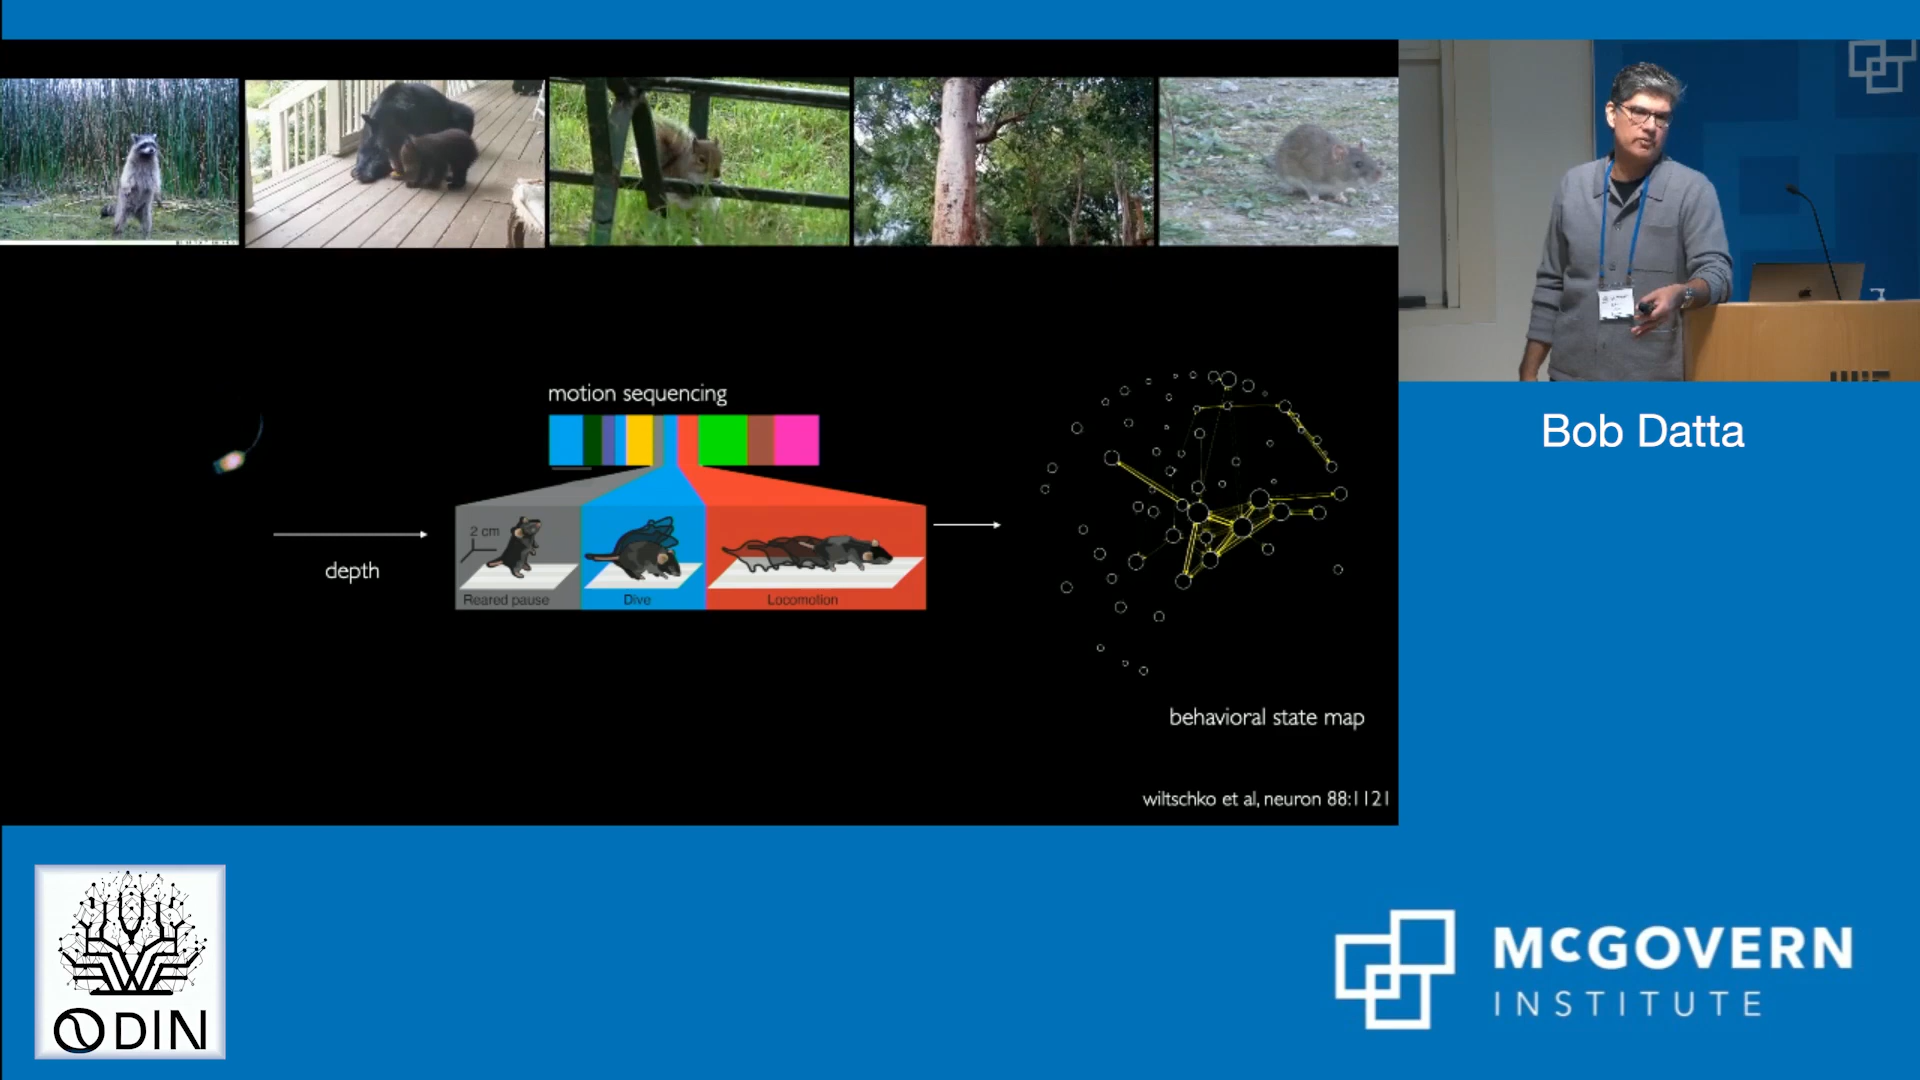 motion sequencing
2 cm
Reared pause
Dive
Locomotion
depth
behavioral state map
wiltschko et al, neuron 88:1121
Bob Datta
ODIN
McGOVERN
INSTITUTE